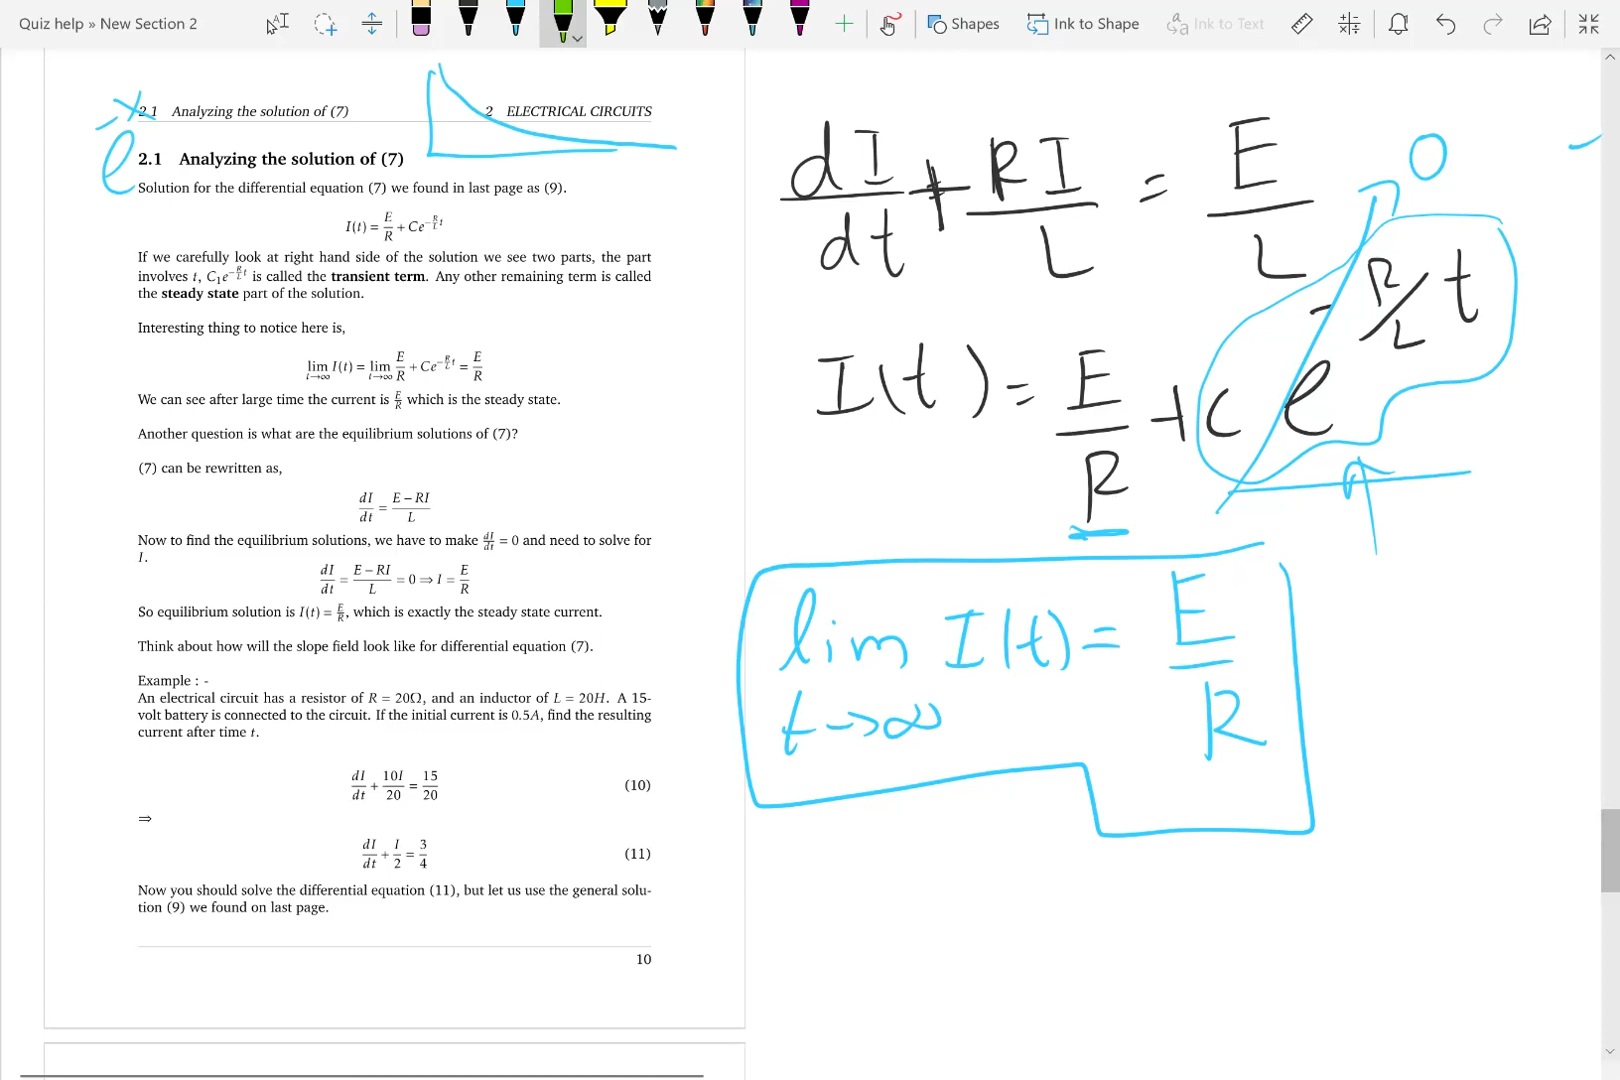 Quiz help » New Section 2
Shapes
Ink to Shape
Ink to Text
2.1 Analyzing the solution of (7)
2 ELECTRICAL CIRCUITS
e^{-x}
2.1 Analyzing the solution of (7)
Solution for the differential equation (7) we found in last page as (9).
I(t) = E/R + Ce^{-R/L t}
If we carefully look at right hand side of the solution we see two parts, the part
involves t, C₁e^{-R/L t} is called the transient term. Any other remaining term is called
the steady state part of the solution.
Interesting thing to notice here is,
lim_{t→∞} I(t) = lim_{t→∞} E/R + Ce^{-R/L t} = E/R
We can see after large time the current is E/R which is the steady state.
Another question is what are the equilibrium solutions of (7)?
(7) can be rewritten as,
dI/dt = E − RI/L
Now to find the equilibrium solutions, we have to make dI/dt = 0 and need to solve for
I.
dI/dt = E − RI/L = 0 ⇒ I = E/R
So equilibrium solution is I(t) = E/R, which is exactly the steady state current.
Think about how will the slope field look like for differential equation (7).
Example : -
An electrical circuit has a resistor of R = 20Ω, and an inductor of L = 20H. A 15-
volt battery is connected to the circuit. If the initial current is 0.5A, find the resulting
current after time t.
dI/dt + 10I/20 = 15/20 (10)
⇒
dI/dt + I/2 = 3/4 (11)
Now you should solve the differential equation (11), but let us use the general solu-
tion (9) we found on last page.
10
dI/dt + RI/L = E/L
0
I(t) = E/R + c e^{-R/L t}
lim_{t→∞} I(t) = E/R